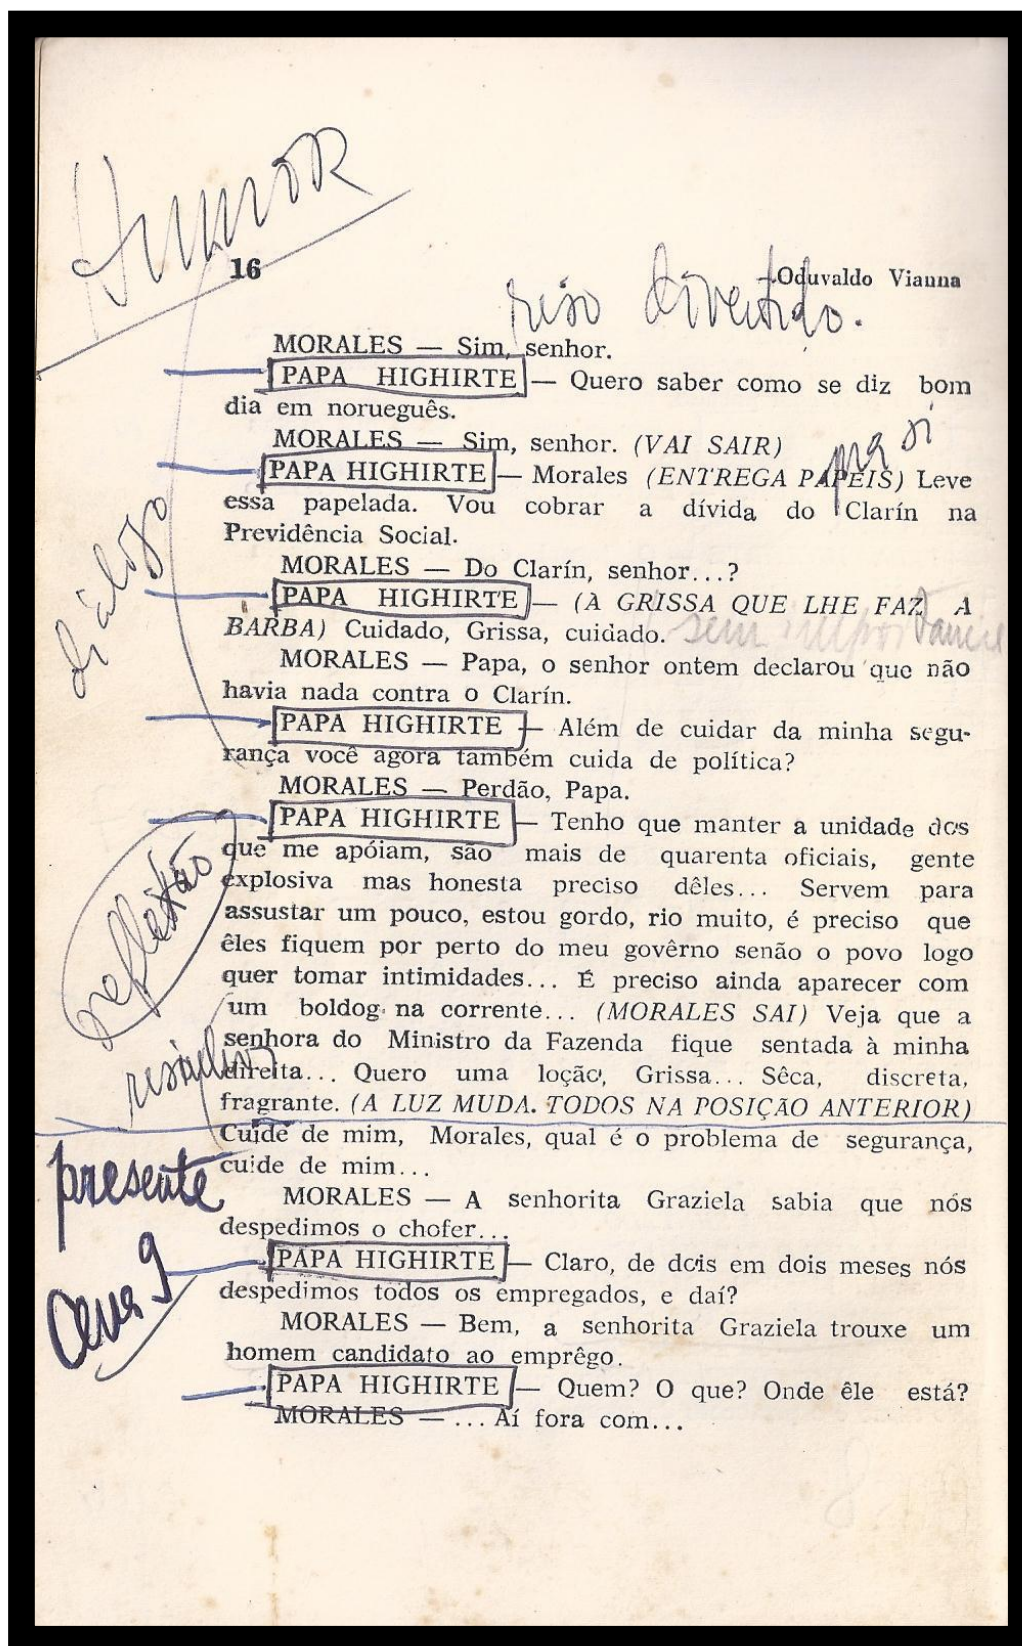 Humor
16
Oduvaldo Vianna
riso divertido.
MORALES — Sim, senhor.
PAPA HIGHIRTE — Quero saber como se diz bom
dia em norueguês.
MORALES — Sim, senhor. (VAI SAIR)
pra si
PAPA HIGHIRTE — Morales (ENTREGA PAPÉIS) Leve
essa papelada. Vou cobrar a dívida do Clarín na
Previdência Social.
diálogo
MORALES — Do Clarín, senhor...?
PAPA HIGHIRTE — (À GRISSA QUE LHE FAZ A
BARBA) Cuidado, Grissa, cuidado.
sem importância
MORALES — Papa, o senhor ontem declarou que não
havia nada contra o Clarín.
PAPA HIGHIRTE — Além de cuidar da minha segu-
rança você agora também cuida de política?
MORALES — Perdão, Papa.
PAPA HIGHIRTE — Tenho que manter a unidade dos
que me apóiam, são mais de quarenta oficiais, gente
explosiva mas honesta preciso dêles... Servem para
reflexão
assustar um pouco, estou gordo, rio muito, é preciso que
êles fiquem por perto do meu govêrno senão o povo logo
quer tomar intimidades... É preciso ainda aparecer com
um boldog na corrente... (MORALES SAI) Veja que a
senhora do Ministro da Fazenda fique sentada à minha
direita... Quero uma loção, Grissa... Sêca, discreta,
fragrante. (A LUZ MUDA. TODOS NA POSIÇÃO ANTERIOR)
Cuide de mim, Morales, qual é o problema de segurança,
cuide de mim...
presente
MORALES — A senhorita Graziela sabia que nós
despedimos o chofer...
Cena 9
PAPA HIGHIRTE — Claro, de dois em dois meses nós
despedimos todos os empregados, e daí?
MORALES — Bem, a senhorita Graziela trouxe um
homem candidato ao emprêgo.
PAPA HIGHIRTE — Quem? O que? Onde êle está?
MORALES — ... Aí fora com...